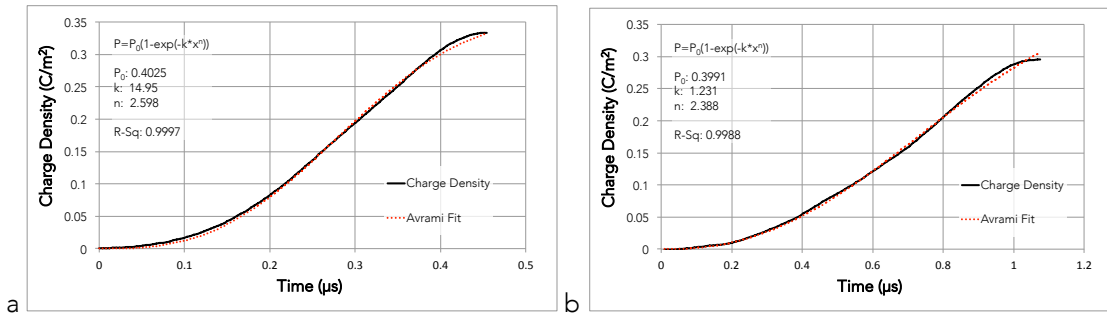 0.35
0.3
0.25
0.2
0.15
0.1
0.05
0
Charge Density (C/m²)
P=P₀(1-exp(-k*xⁿ))
P₀: 0.4025
k: 14.95
n: 2.598
R-Sq: 0.9997
Charge Density
Avrami Fit
0 0.1 0.2 0.3 0.4 0.5
Time (µs)
a
0.35
0.3
0.25
0.2
0.15
0.1
0.05
0
Charge Density (C/m²)
P=P₀(1-exp(-k*xⁿ))
P₀: 0.3991
k: 1.231
n: 2.388
R-Sq: 0.9988
Charge Density
Avrami Fit
0 0.2 0.4 0.6 0.8 1 1.2
Time (µs)
b